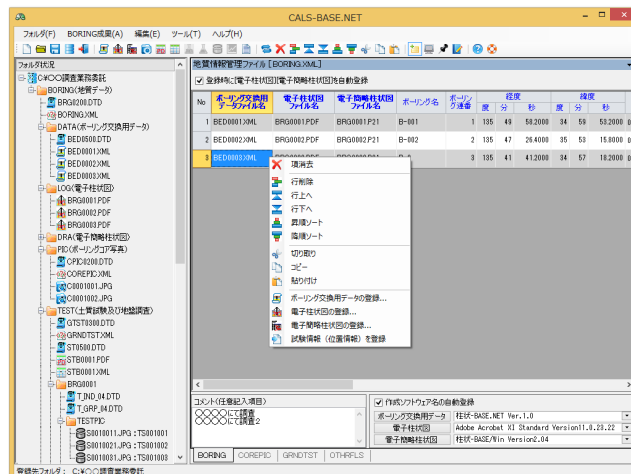 CALS-BASE.NET
フォルダ(F) BORING成果(A) 編集(E) ツール(T) ヘルプ(H)
フォルダ状況
C:¥○○調査業務委託
BORING(地質データ)
BRG0200.DTD
BORING.XML
DATA(ボーリング交換用データ)
BED0500.DTD
BED0001.XML
BED0002.XML
BED0003.XML
LOG(電子柱状図)
BRG0001.PDF
BRG0002.PDF
BRG0003.PDF
DRA(電子簡略柱状図)
PIC(ボーリングコア写真)
CPIC0200.DTD
COREPIC.XML
C0001001.JPG
C0001002.JPG
TEST(土質試験及び地盤調査)
GTST0300.DTD
GRNDTST.XML
ST0500.DTD
STB0001.PDF
STB0001.XML
BRG0001
T_IND_04.DTD
T_GRP_04.DTD
TESTPIC
S0010011.JPG : TS001001
S0010021.JPG : TS001002
S0010031.JPG : TS001003
登録先フォルダ: C:¥○○調査業務委託
地質情報管理ファイル [ BORING.XML ]
登録時に[電子柱状図][電子簡略柱状図]を自動登録
No ボーリング交換用データファイル名 電子柱状図ファイル名 電子簡略柱状図ファイル名 ボーリング名 ボーリング連番 経度 緯度
度 分 秒 度 分 秒
1 BED0001.XML BRG0001.PDF BRG0001.P21 B-001 1 135 49 58.2000 34 59 53.2000
2 BED0002.XML BRG0002.PDF BRG0002.P21 B-002 2 135 47 26.4000 35 53 15.8000
3 BED0003.XML 3 135 41 41.2000 34 57 18.2000
項消去
行削除
行上へ
行下へ
昇順ソート
降順ソート
切り取り
コピー
貼り付け
ボーリング交換用データの登録...
電子柱状図の登録...
電子簡略柱状図の登録...
試験情報（位置情報）を登録
コメント(任意記入項目)
○○○○にて調査
○○○○にて調査2
作成ソフトウェア名の自動登録
ボーリング交換用データ 柱状-BASE.NET Ver.1.0
電子柱状図 Adobe Acrobat XI Standard Version11.0.23.22
電子簡略柱状図 柱状-BASE/Win Version2.04
BORING COREPIC GRNDTST OTHRFLS